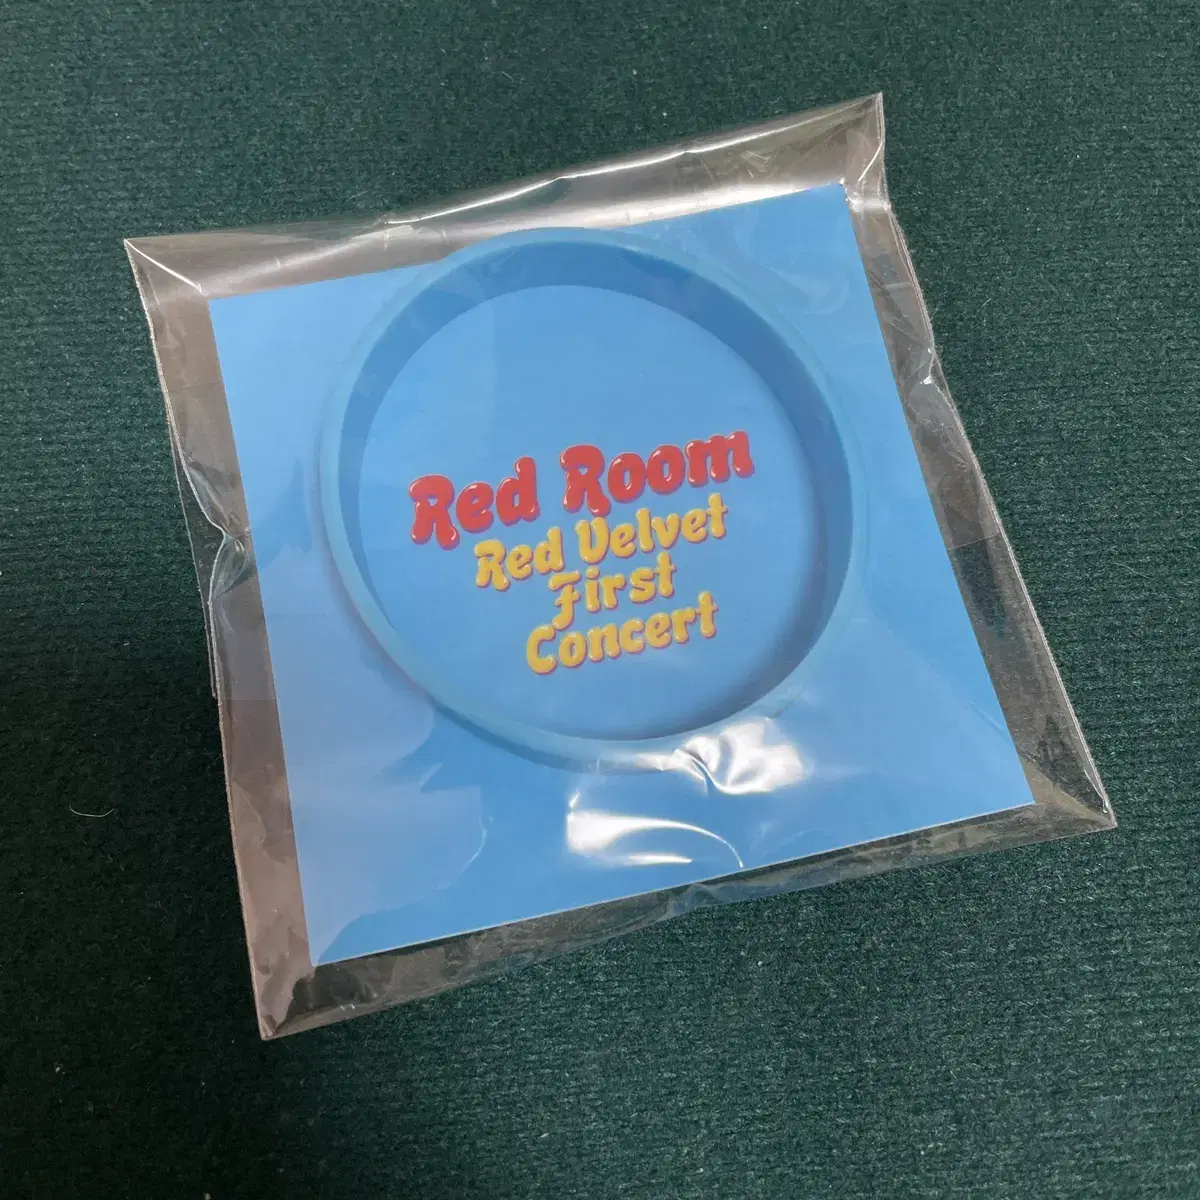 Red Room
Red Velvet
First
Concert